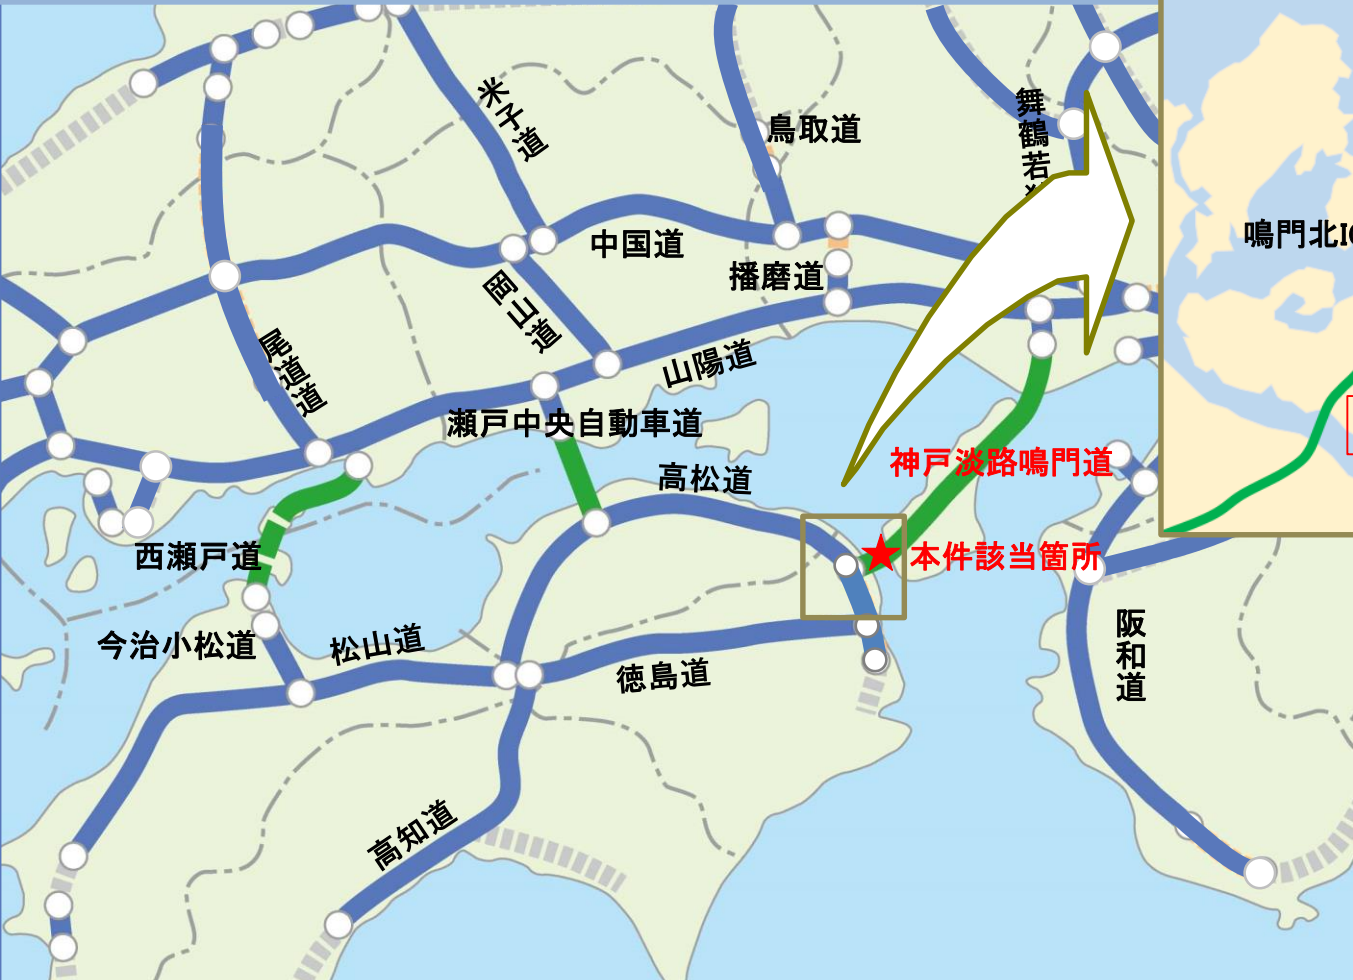 米子道
鳥取道
舞鶴若
中国道
鳴門北I
播磨道
岡山道
尾道道
山陽道
瀬戸中央自動車道
神戸淡路鳴門道
高松道
西瀬戸道
本件該当箇所
今治小松道
松山道
徳島道
阪和道
高知道